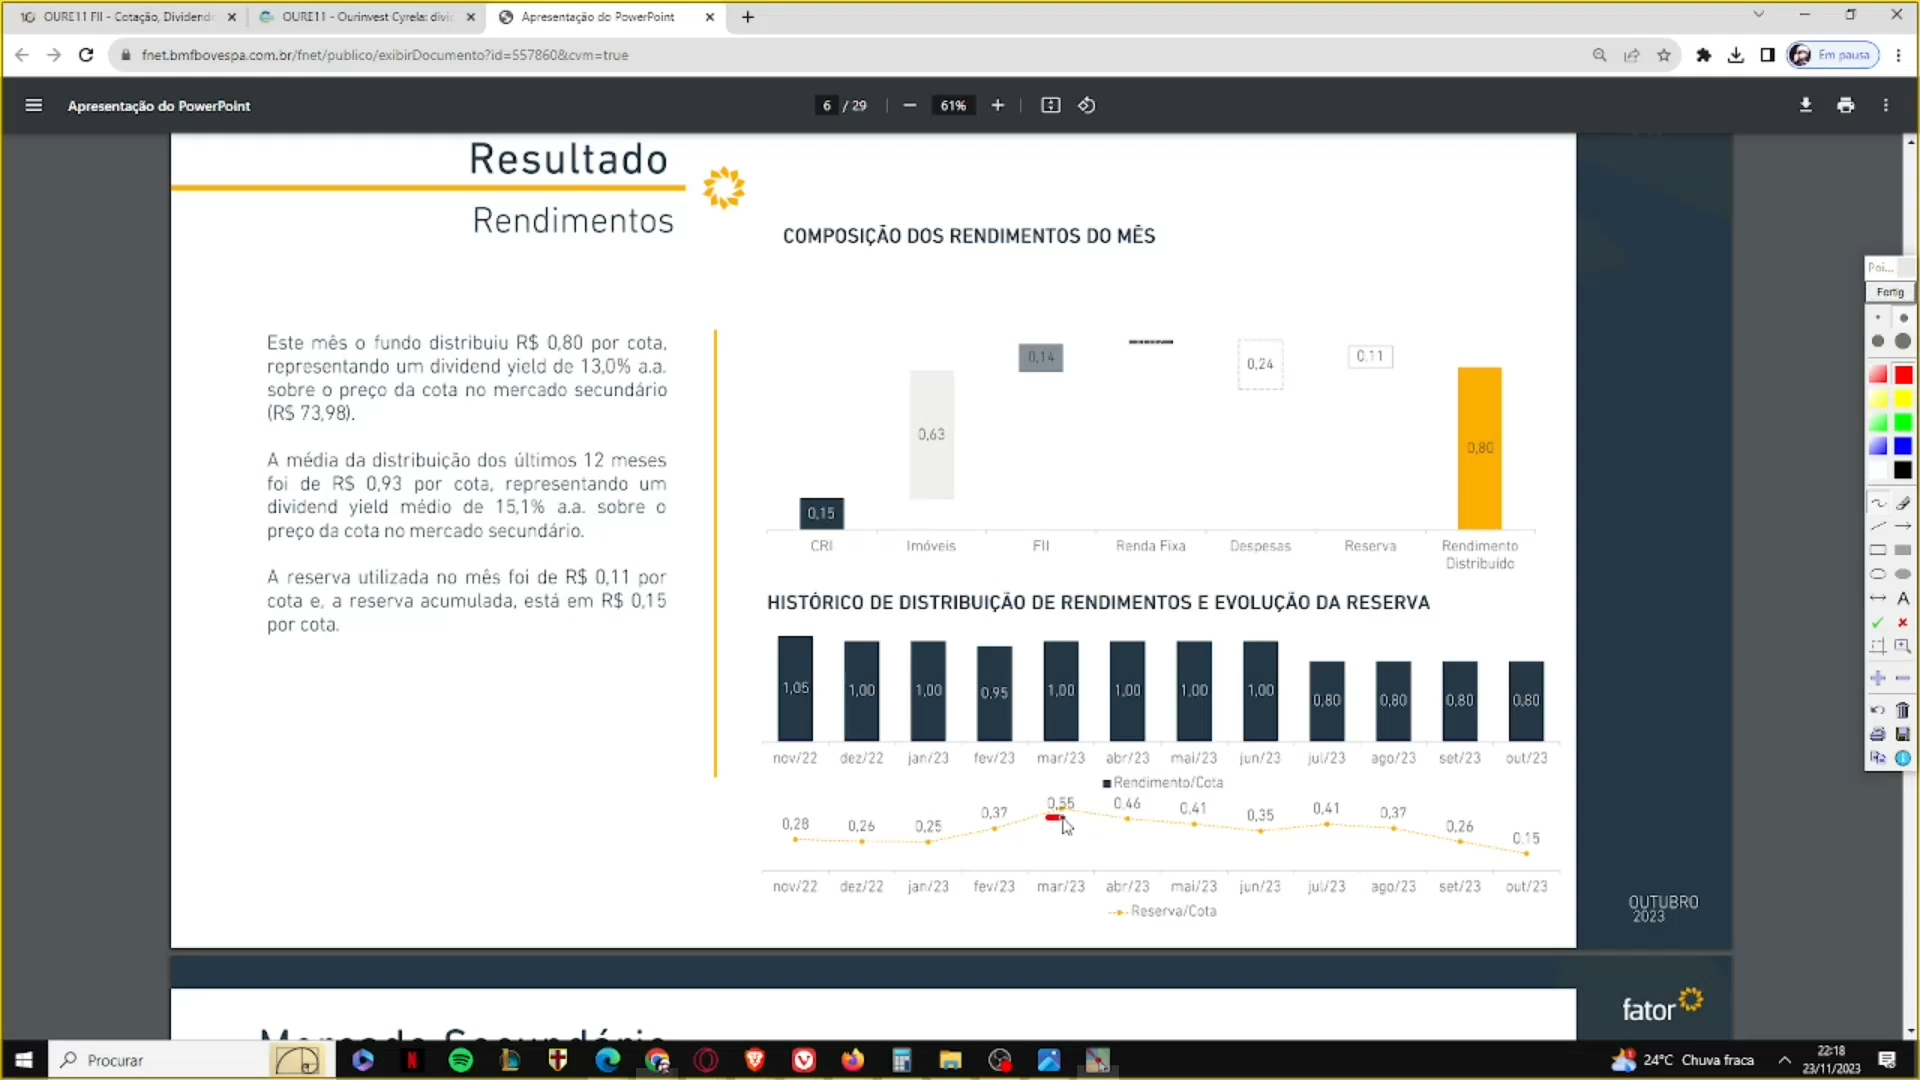 OURE11 FII - Cotação, Dividend
OURE11 - Ourinvest Cyrela: divi
Apresentação do PowerPoint
fnet.bmfbovespa.com.br/fnet/publico/exibirDocumento?id=557860&cvm=true
Em pausa
Apresentação do PowerPoint
6 / 29
61%
Resultado
Rendimentos
COMPOSIÇÃO DOS RENDIMENTOS DO MÊS
Este mês o fundo distribuiu R$ 0,80 por cota,
representando um dividend yield de 13,0% a.a.
sobre o preço da cota no mercado secundário
(R$ 73,98).
A média da distribuição dos últimos 12 meses
foi de R$ 0,93 por cota, representando um
dividend yield médio de 15,1% a.a. sobre o
preço da cota no mercado secundário.
A reserva utilizada no mês foi de R$ 0,11 por
cota e, a reserva acumulada, está em R$ 0,15
por cota.
0,15 0,63 0,14 0,24 0,11 0,80
CRI Imóveis FII Renda Fixa Despesas Reserva Rendimento
Distribuído
HISTÓRICO DE DISTRIBUIÇÃO DE RENDIMENTOS E EVOLUÇÃO DA RESERVA
1,05 1,00 1,00 0,95 1,00 1,00 1,00 1,00 0,80 0,80 0,80 0,80
nov/22 dez/22 jan/23 fev/23 mar/23 abr/23 mai/23 jun/23 jul/23 ago/23 set/23 out/23
Rendimento/Cota
0,28 0,26 0,25 0,37 0,55 0,46 0,41 0,35 0,41 0,37 0,26 0,15
nov/22 dez/22 jan/23 fev/23 mar/23 abr/23 mai/23 jun/23 jul/23 ago/23 set/23 out/23
Reserva/Cota
OUTUBRO
2023
fator
Mercado Secundário
Poi...
Fertig
A
Procurar
24°C Chuva fraca
22:18
23/11/2023